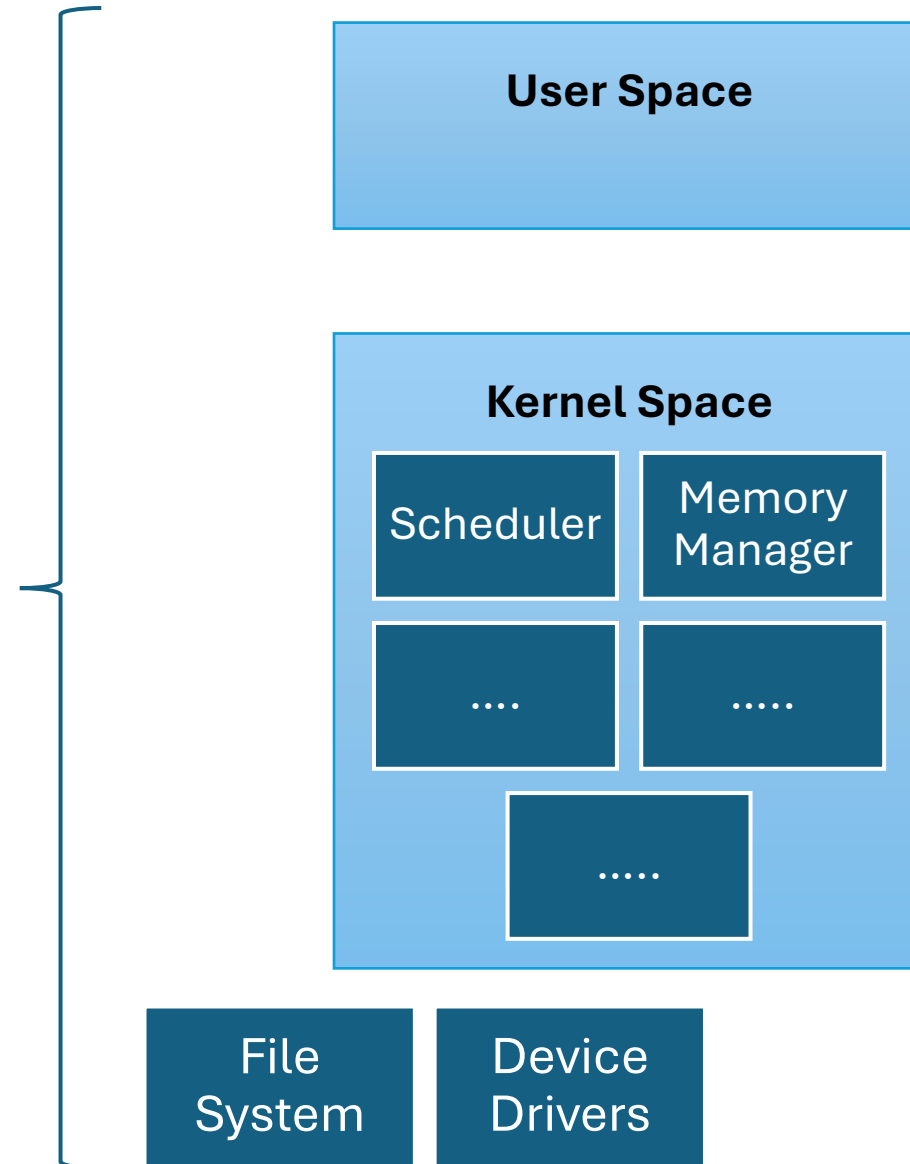 User Space
Kernel Space
Scheduler
Memory
Manager
....
.....
.....
File
System
Device
Drivers